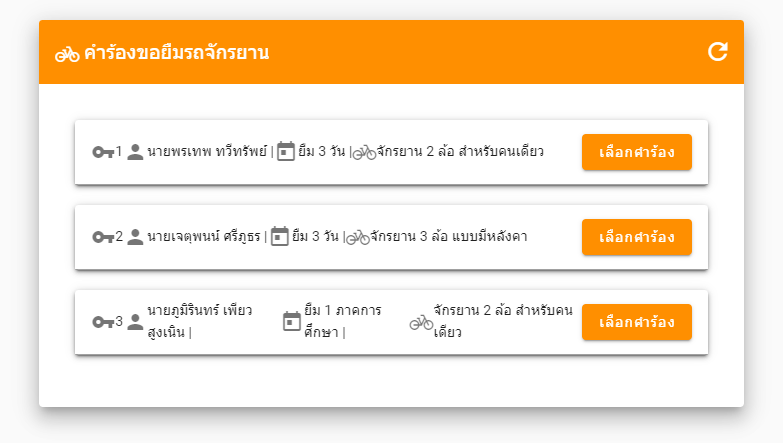 คำร้องขอยืมรถจักรยาน
1 นายพรเทพ ทวีทรัพย์ | ยืม 3 วัน | จักรยาน 2 ล้อ สำหรับคนเดียว เลือกคำร้อง
2 นายเจตุพนน์ ศรีภูธร | ยืม 3 วัน | จักรยาน 3 ล้อ แบบมีหลังคา เลือกคำร้อง
3 นายภูมิรินทร์ เพียว
สูงเนิน |
ยืม 1 ภาคการ
ศึกษา |
จักรยาน 2 ล้อ สำหรับคน
เดียว
เลือกคำร้อง